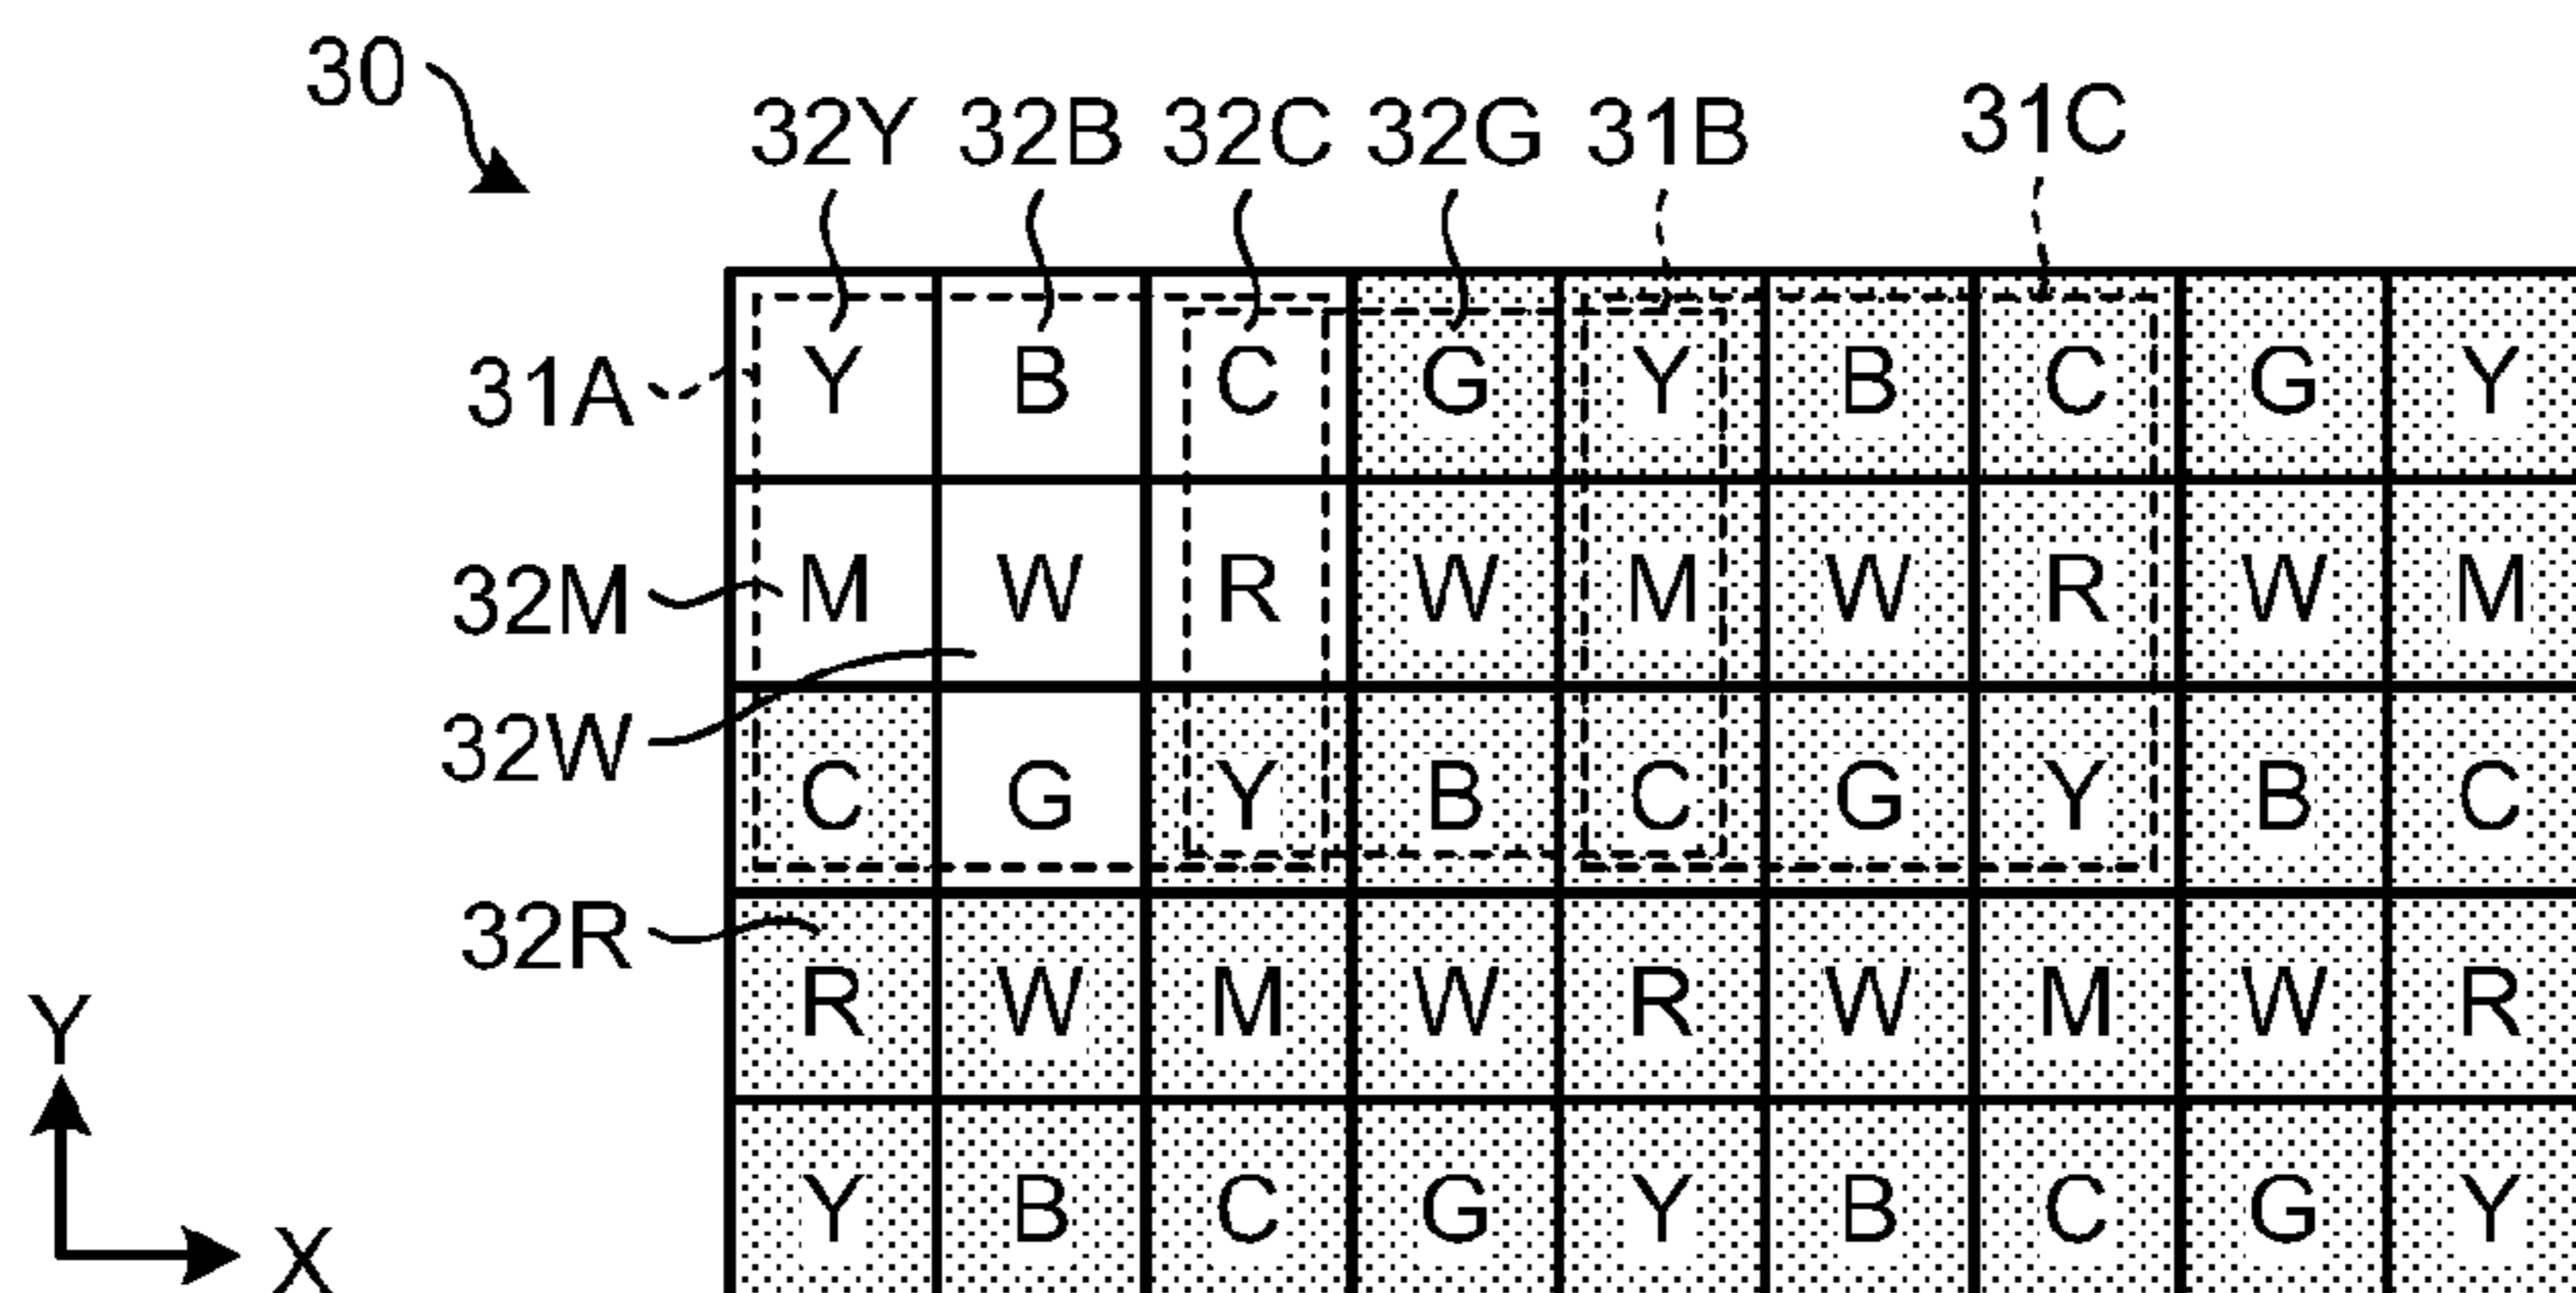 30
32Y 32B 32C 32G 31B 31C
31A Y B C G Y B C G Y
32M M W R W M W R W M
32W C G Y B C G Y B C
32R R W M W R W M W R
Y B C G Y B C G Y
Y
X